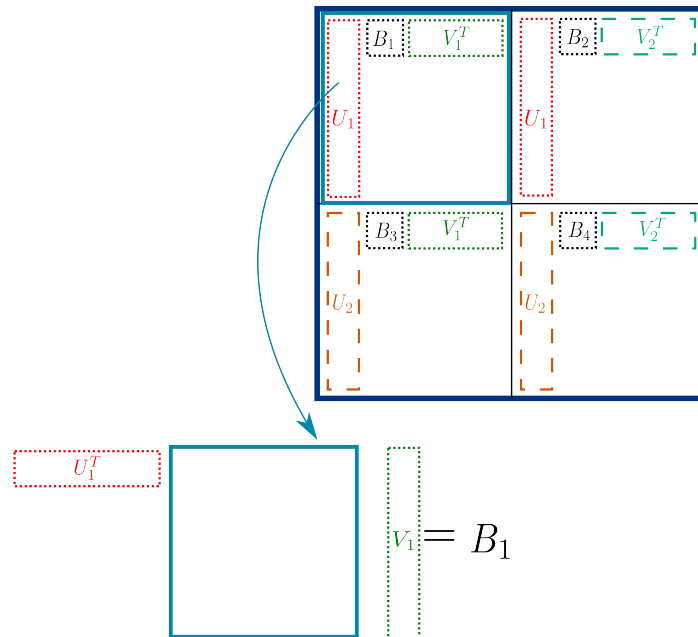 B₁ V₁ᵀ B₂ V₂ᵀ
U₁ U₁
B₃ V₁ᵀ B₄ V₂ᵀ
U₂ U₂
U₁ᵀ
V₁ = B₁